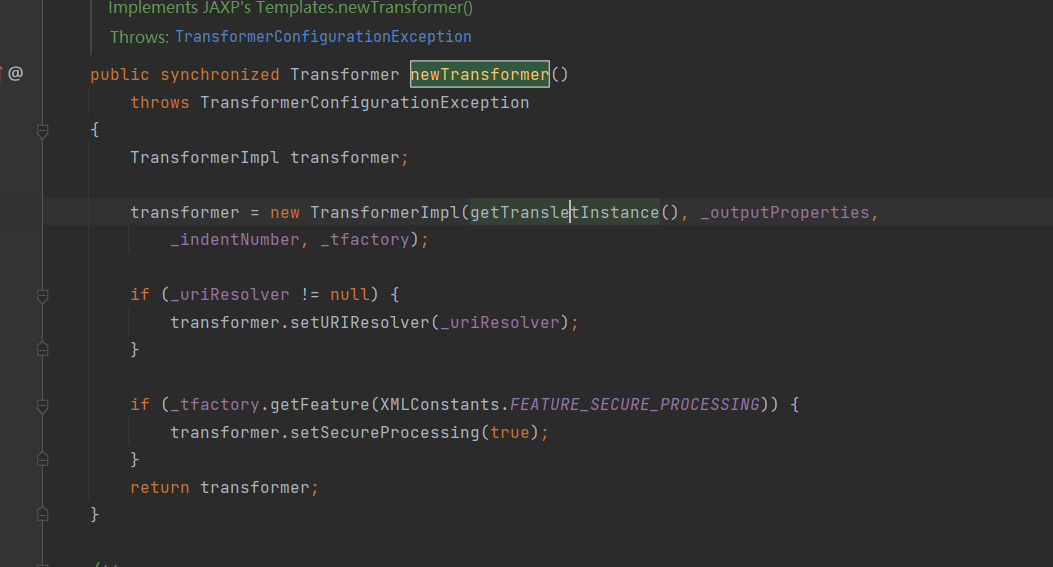 Implements JAXP's Templates.newTransformer()
Throws: TransformerConfigurationException
@ public synchronized Transformer newTransformer()
throws TransformerConfigurationException
{
TransformerImpl transformer;
transformer = new TransformerImpl(getTransletInstance(), _outputProperties,
_indentNumber, _tfactory);
if (_uriResolver != null) {
transformer.setURIResolver(_uriResolver);
}
if (_tfactory.getFeature(XMLConstants.FEATURE_SECURE_PROCESSING)) {
transformer.setSecureProcessing(true);
}
return transformer;
}